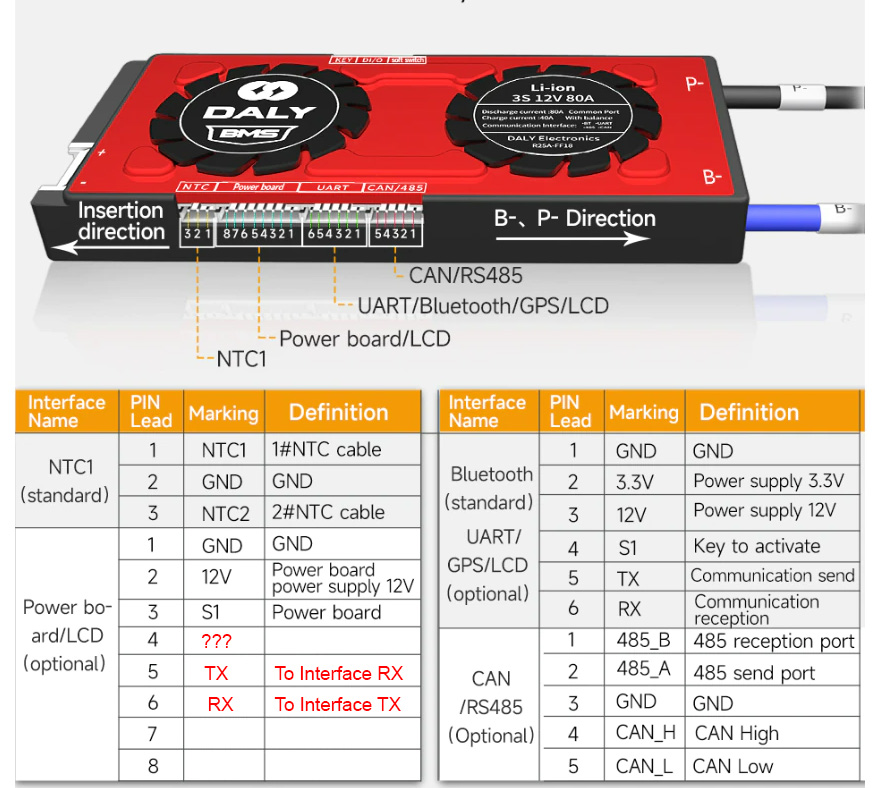 KEY DI/O soft switch
DALY
BMS
Li-ion
3S 12V 80A
Discharge current :80A Common Port
Charge current :40A With balance
Communication Interface:
DALY Electronics
R25A-FF18
P-
P-
B-
B-
+
-
NTC Power board UART CAN/485
Insertion
direction
3 2 1 8 7 6 5 4 3 2 1 6 5 4 3 2 1 5 4 3 2 1
B-、P- Direction
CAN/RS485
UART/Bluetooth/GPS/LCD
Power board/LCD
NTC1
Interface Name PIN Lead Marking Definition
NTC1 (standard)
1 NTC1 1#NTC cable
2 GND GND
3 NTC2 2#NTC cable
Power bo-ard/LCD (optional)
1 GND GND
2 12V Power board power supply 12V
3 S1 Power board
4 ???
5 TX To Interface RX
6 RX To Interface TX
7
8
Interface Name PIN Lead Marking Definition
Bluetooth (standard) UART/ GPS/LCD (optional)
1 GND GND
2 3.3V Power supply 3.3V
3 12V Power supply 12V
4 S1 Key to activate
5 TX Communication send
6 RX Communication reception
CAN /RS485 (Optional)
1 485_B 485 reception port
2 485_A 485 send port
3 GND GND
4 CAN_H CAN High
5 CAN_L CAN Low